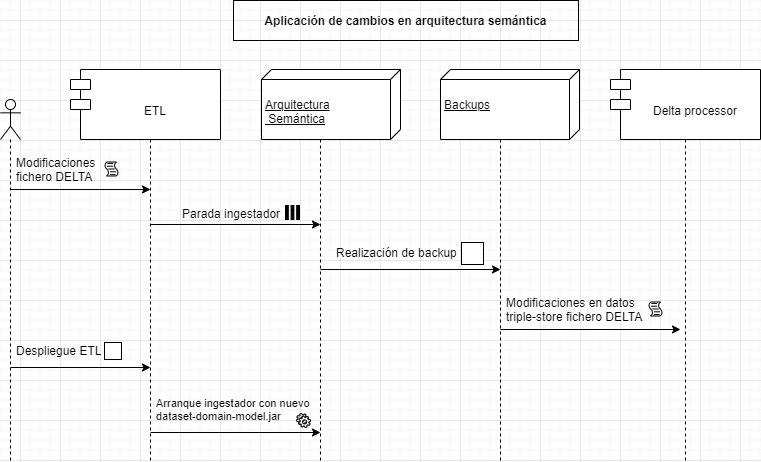 Aplicación de cambios en arquitectura semántica
ETL
Arquitectura
Semántica
Backups
Delta processor
Modificaciones
fichero DELTA
Parada ingestador
Realización de backup
Modificaciones en datos
triple-store fichero DELTA
Despliegue ETL
Arranque ingestador con nuevo
dataset-domain-model.jar